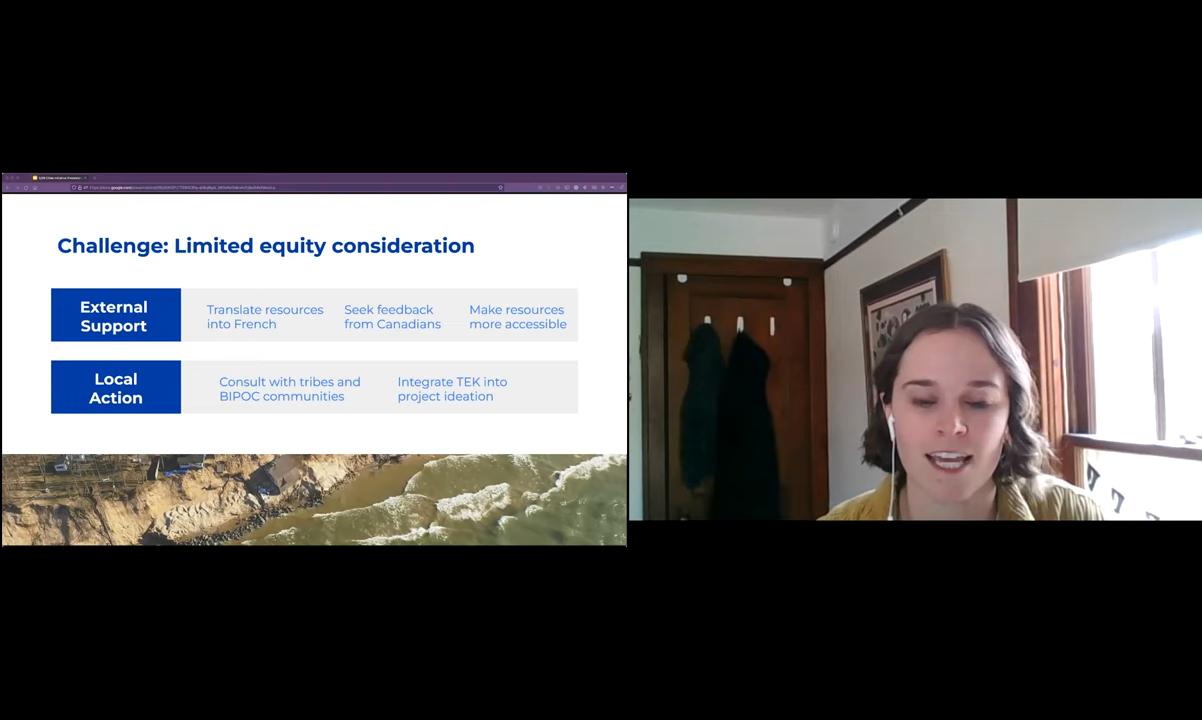 Challenge: Limited equity consideration
External
Support
Translate resources
into French
Seek feedback
from Canadians
Make resources
more accessible
Local
Action
Consult with tribes and
BIPOC communities
Integrate TEK into
project ideation